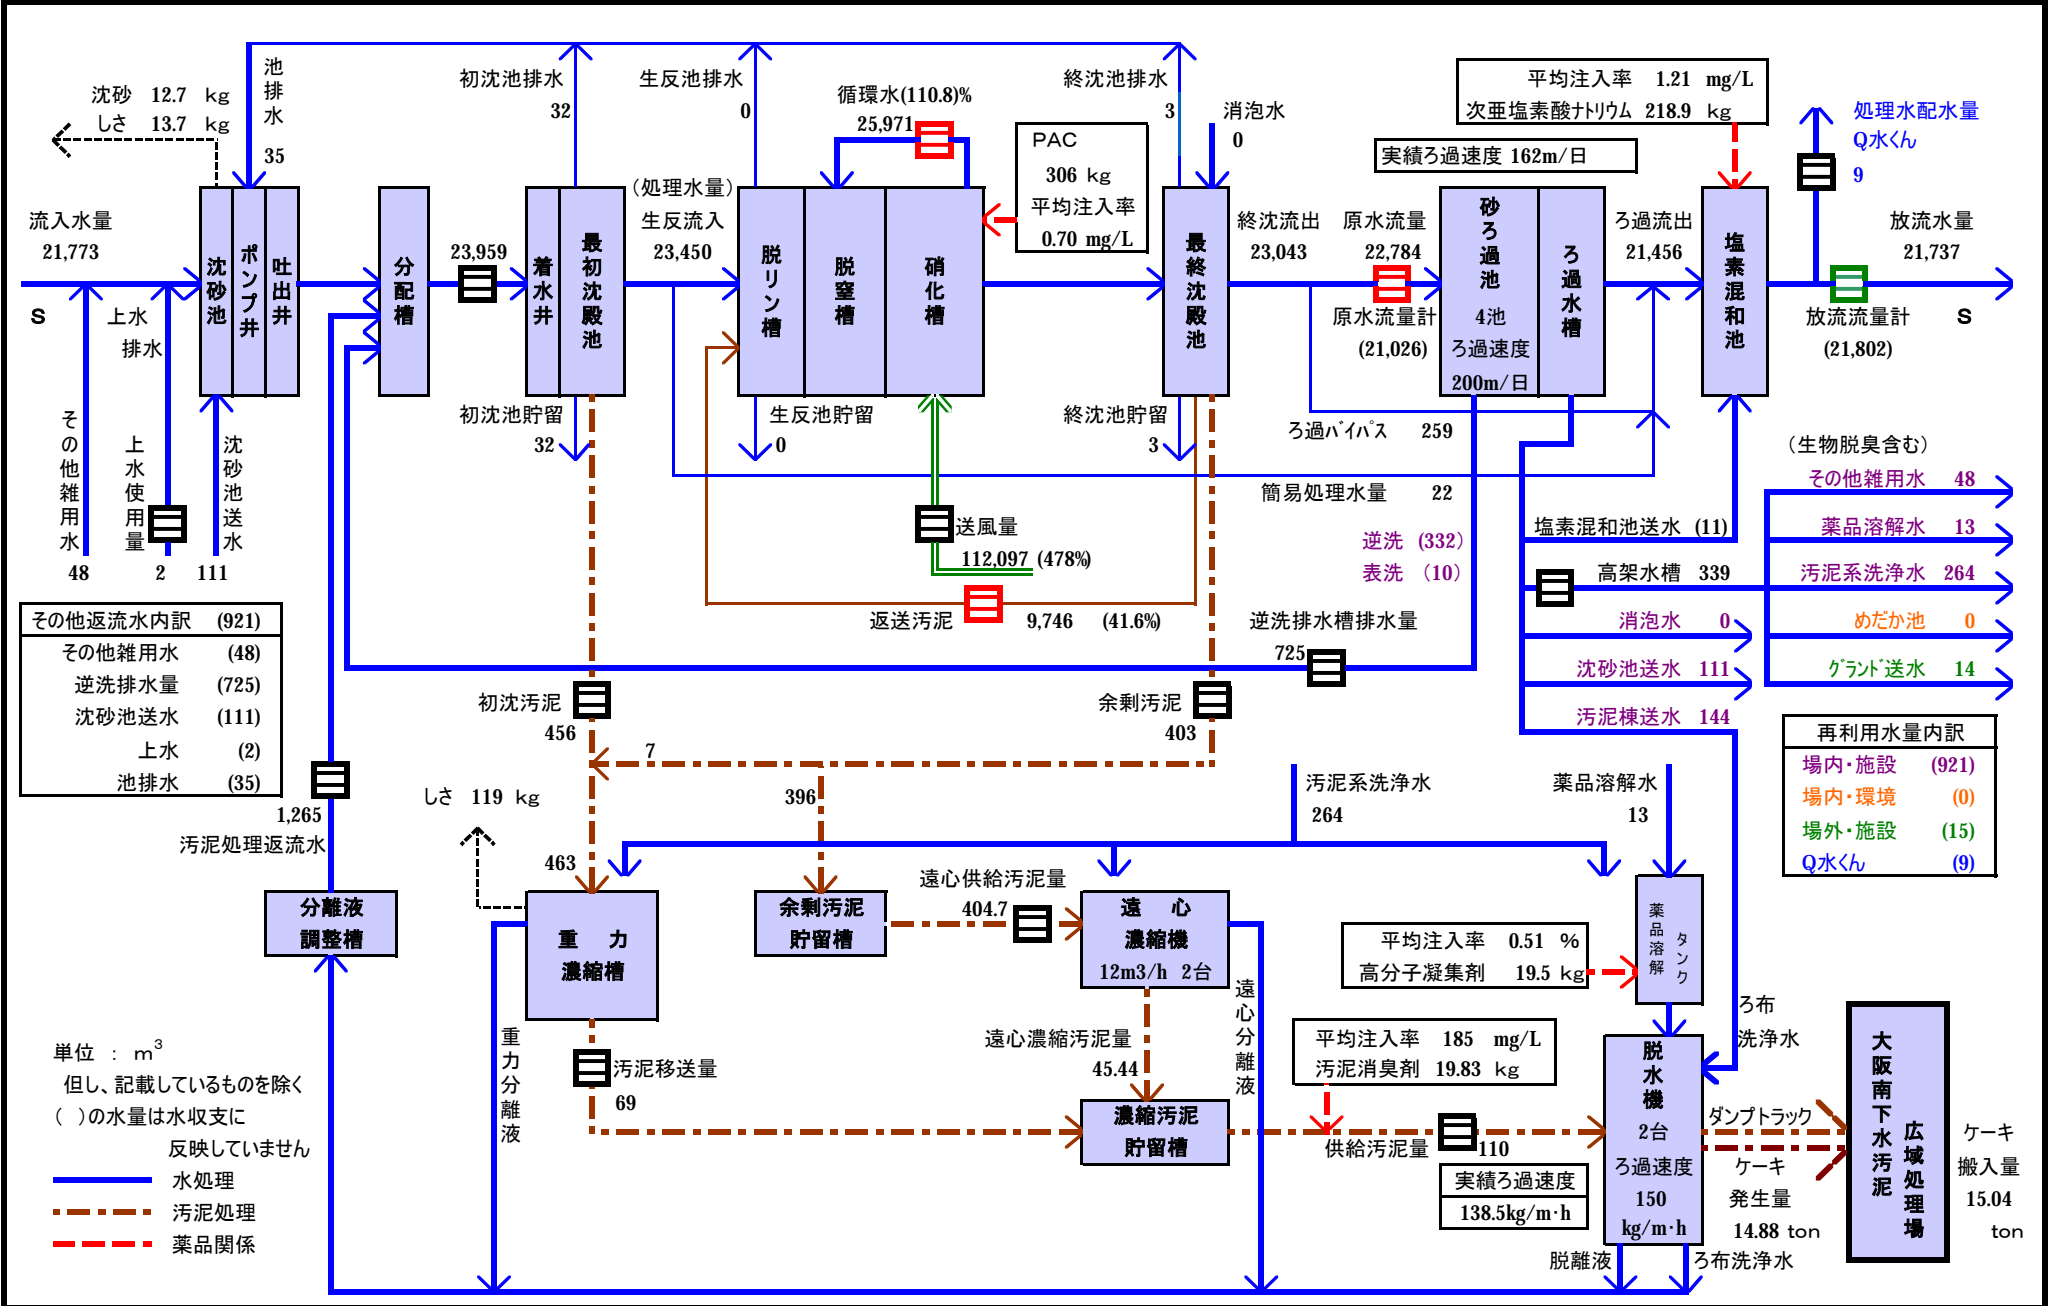 沈砂 12.7 kg
しさ 13.7 kg
池排水
35
初沈池排水
32
生反池排水
0
循環水(110.8)%
25,971
終沈池排水
3
消泡水
0
PAC
306 kg
平均注入率
0.70 mg/L
平均注入率 1.21 mg/L
次亜塩素酸ナトリウム 218.9 kg
実績ろ過速度 162m/日
処理水配水量
Q水くん
9
流入水量
21,773
S
沈砂池
ポンプ井
吐出井
分配槽
23,959
着水井
最初沈殿池
(処理水量)
生反流入
23,450
脱リン槽
脱窒槽
硝化槽
最終沈殿池
終沈流出
23,043
原水流量
22,784
原水流量計
(21,026)
砂ろ過池
4池
ろ過速度
200m/日
ろ過水槽
ろ過流出
21,456
塩素混和池
放流水量
21,737
放流流量計
(21,802)
S
上水
排水
その他雑用水
48
上水使用量
2
沈砂池送水
111
初沈池貯留
32
生反池貯留
0
終沈池貯留
3
ろ過バイパス 259
簡易処理水量 22
送風量
112,097 (478%)
返送汚泥 9,746 (41.6%)
逆洗 (332)
表洗 (10)
逆洗排水槽排水量
725
塩素混和池送水 (11)
高架水槽 339
消泡水 0
沈砂池送水 111
汚泥棟送水 144
(生物脱臭含む)
その他雑用水 48
薬品溶解水 13
汚泥系洗浄水 264
めだか池 0
グランド送水 14
その他返流水内訳 (921)
その他雑用水 (48)
逆洗排水量 (725)
沈砂池送水 (111)
上水 (2)
池排水 (35)
再利用水量内訳
場内・施設 (921)
場内・環境 (0)
場外・施設 (15)
Q水くん (9)
初沈汚泥
456
余剰汚泥
403
7
396
463
しさ 119 kg
1,265
汚泥処理返流水
汚泥系洗浄水
264
薬品溶解水
13
分離液
調整槽
重 力
濃縮槽
余剰汚泥
貯留槽
遠心供給汚泥量
404.7
遠 心
濃縮機
12m3/h 2台
平均注入率 0.51 %
高分子凝集剤 19.5 kg
薬品溶解
タンク
重力分離液
遠心分離液
遠心濃縮汚泥量
45.44
汚泥移送量
69
濃縮汚泥
貯留槽
平均注入率 185 mg/L
汚泥消臭剤 19.83 kg
供給汚泥量
110
実績ろ過速度
138.5kg/m·h
ろ布
洗浄水
脱水機
2台
ろ過速度
150
kg/m·h
脱離液
ろ布洗浄水
ダンプトラック
ケーキ
発生量
14.88 ton
大阪南下水汚泥
広域処理場
ケーキ
搬入量
15.04
ton
単位 : m³
但し、記載しているものを除く
( )の水量は水収支に
反映していません
水処理
汚泥処理
薬品関係